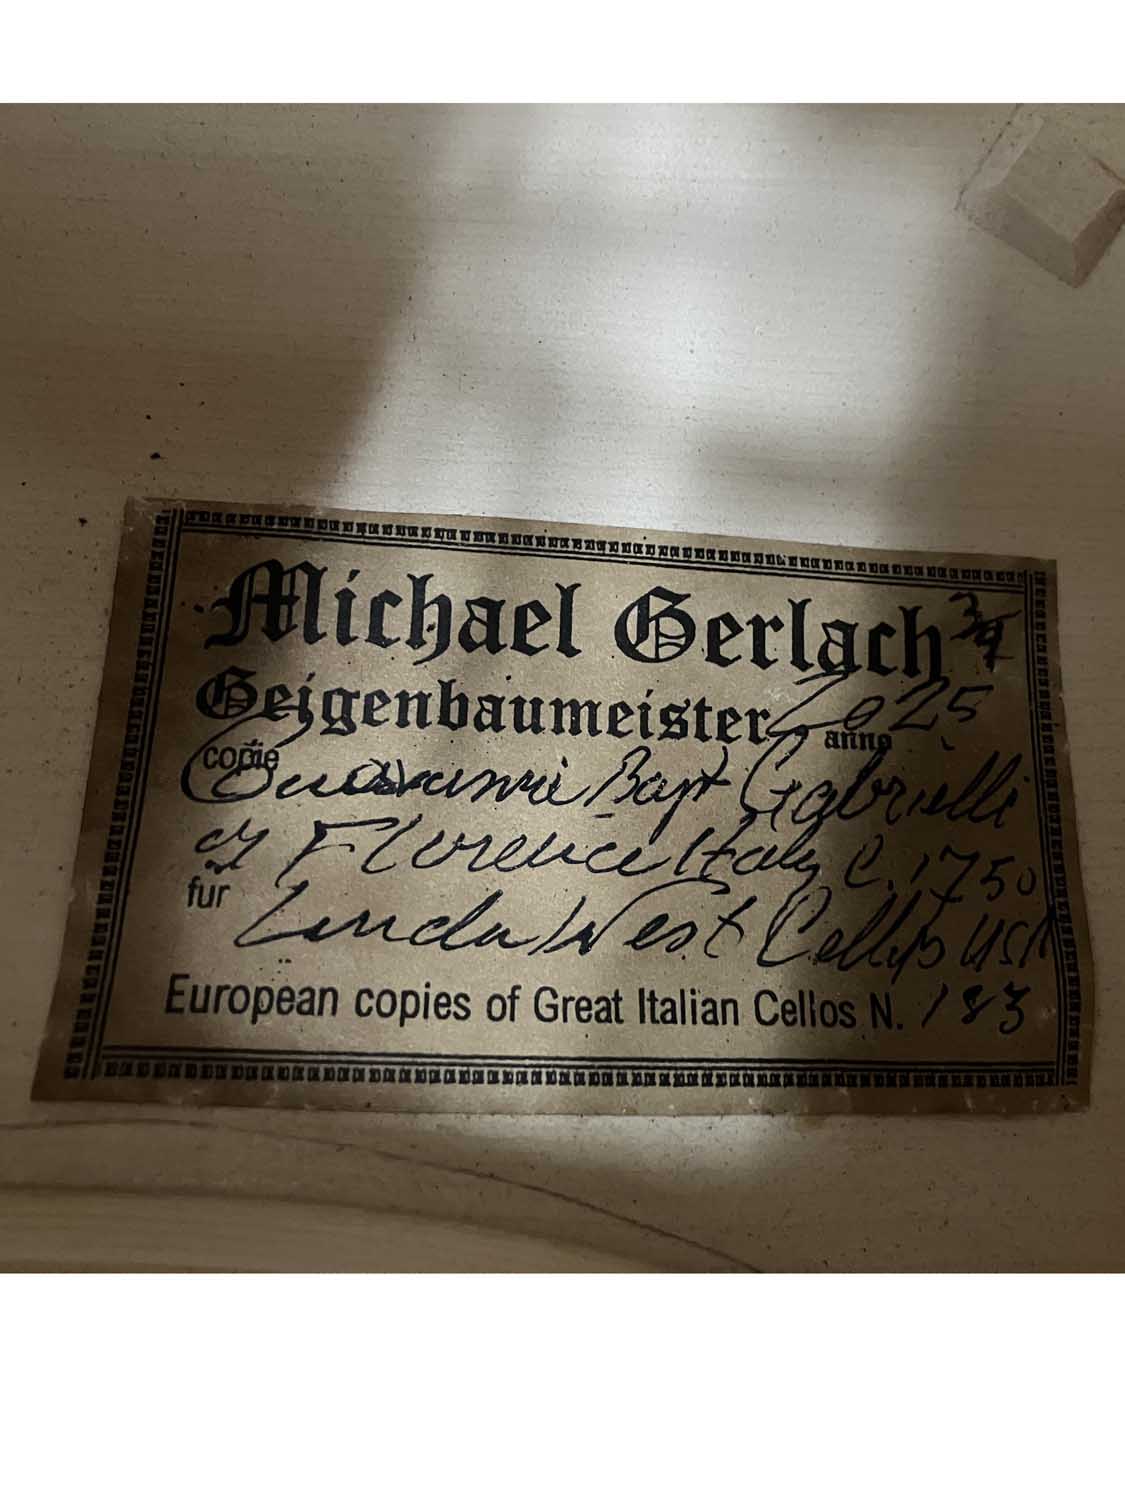 Michael Gerlach 3/4
Geigenbaumeister 2025
anno
copie
Giovanni Bapt Gabrielli
of Florence Italy c. 1750
fur Linda West Cellos USA
European copies of Great Italian Cellos N. 183